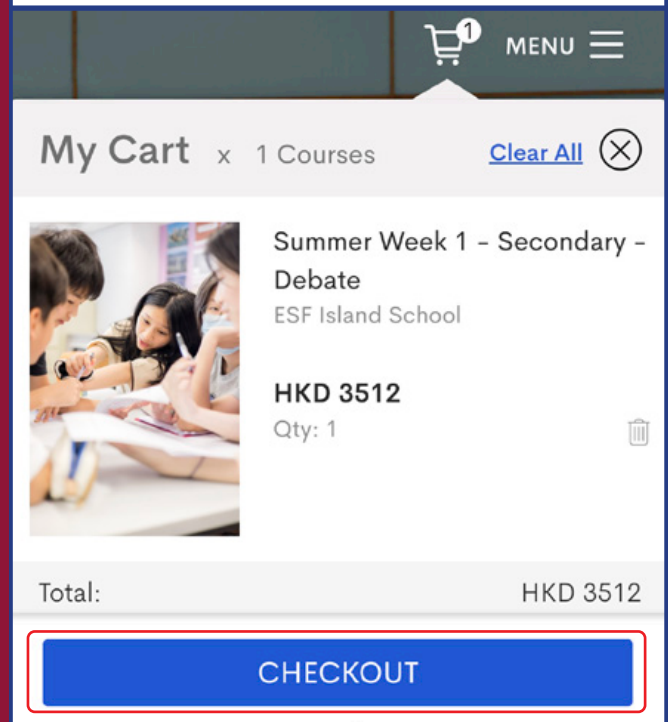 1
MENU
My Cart x 1 Courses Clear All
Summer Week 1 - Secondary -
Debate
ESF Island School
HKD 3512
Qty: 1
Total: HKD 3512
CHECKOUT